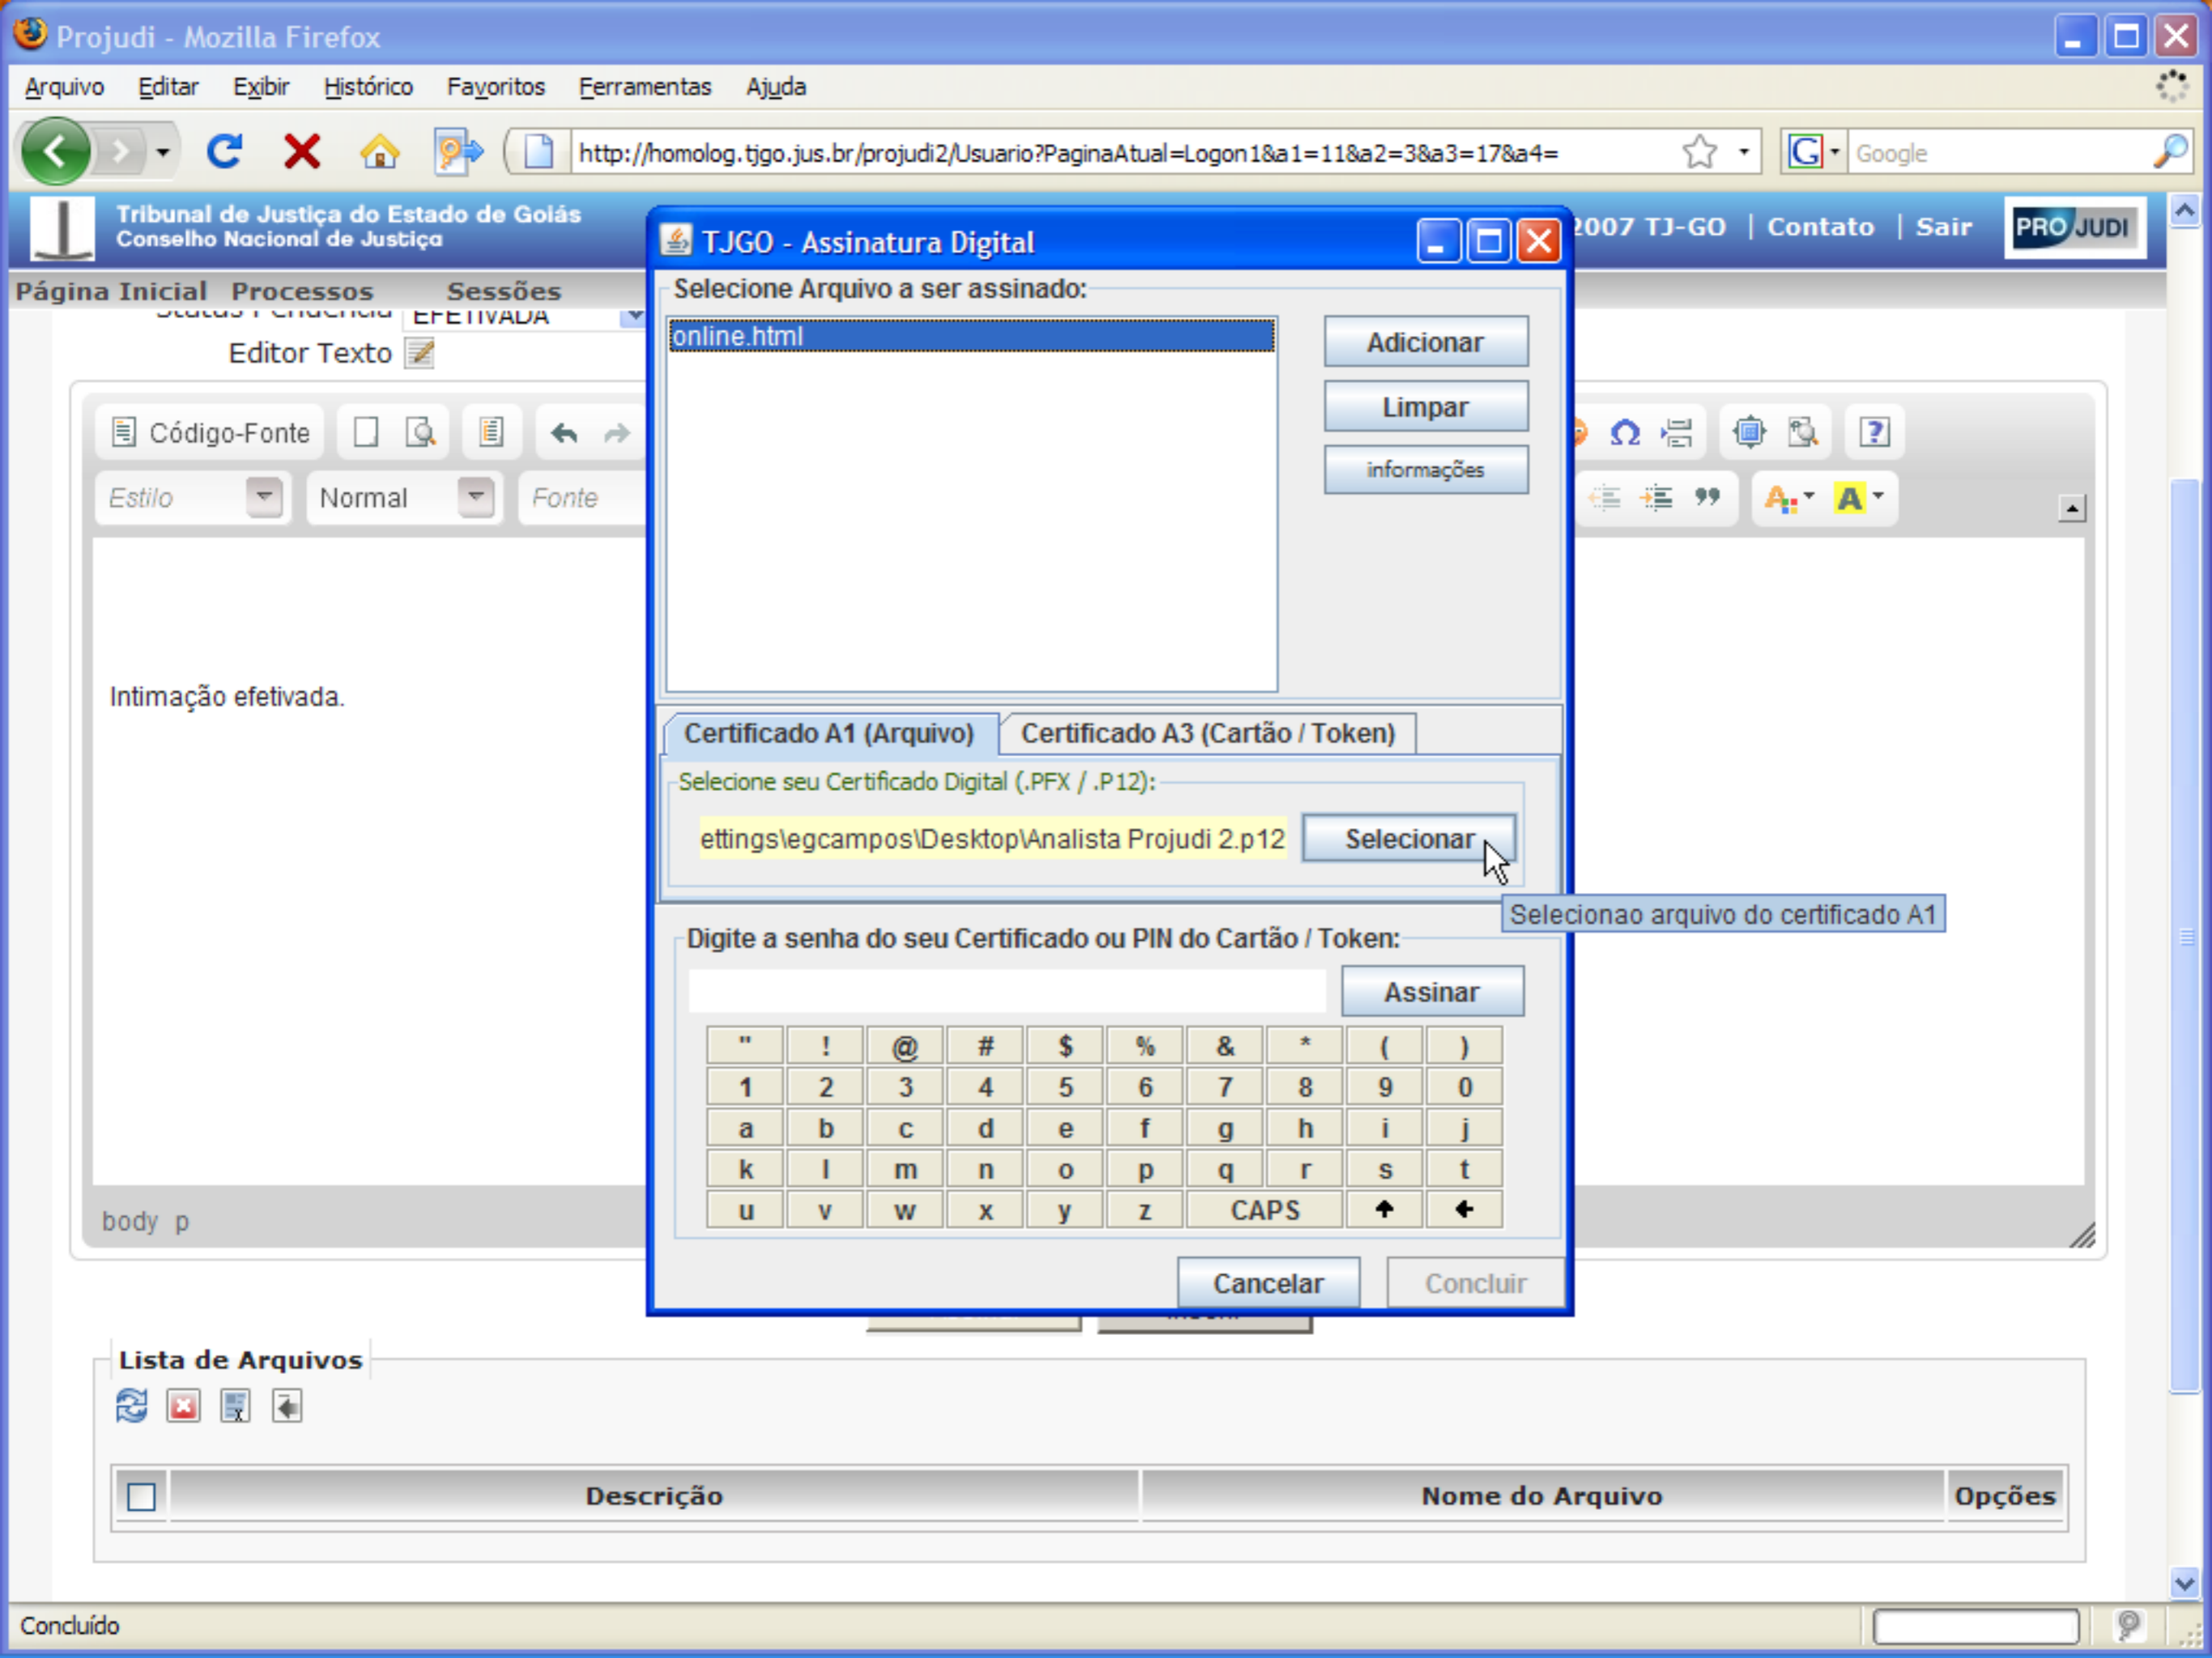 Projudi - Mozilla Firefox
Arquivo Editar Exibir Histórico Favoritos Ferramentas Ajuda
http://homolog.tjgo.jus.br/projudi2/Usuario?PaginaAtual=Logon1&a1=11&a2=3&a3=17&a4=
G Google
Tribunal de Justiça do Estado de Goiás
Conselho Nacional de Justiça
2007 TJ-GO | Contato | Sair
PROJUDI
Página Inicial Processos Sessões
Status Pendência EFETIVADA
Editor Texto
Código-Fonte
Estilo Normal Fonte
Intimação efetivada.
body p
TJGO - Assinatura Digital
Selecione Arquivo a ser assinado:
online.html
Adicionar
Limpar
informações
Certificado A1 (Arquivo) Certificado A3 (Cartão / Token)
Selecione seu Certificado Digital (.PFX / .P12):
ettings\egcampos\Desktop\Analista Projudi 2.p12 Selecionar
Selecionao arquivo do certificado A1
Digite a senha do seu Certificado ou PIN do Cartão / Token:
Assinar
" ! @ # $ % & * ( )
1 2 3 4 5 6 7 8 9 0
a b c d e f g h i j
k l m n o p q r s t
u v w x y z CAPS
Cancelar Concluir
Lista de Arquivos
Descrição Nome do Arquivo Opções
Concluído